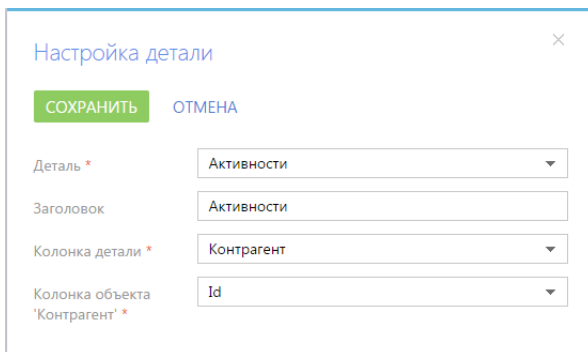 Настройка детали
СОХРАНИТЬ ОТМЕНА
Деталь * Активности
Заголовок Активности
Колонка детали * Контрагент
Колонка объекта Id
'Контрагент' *